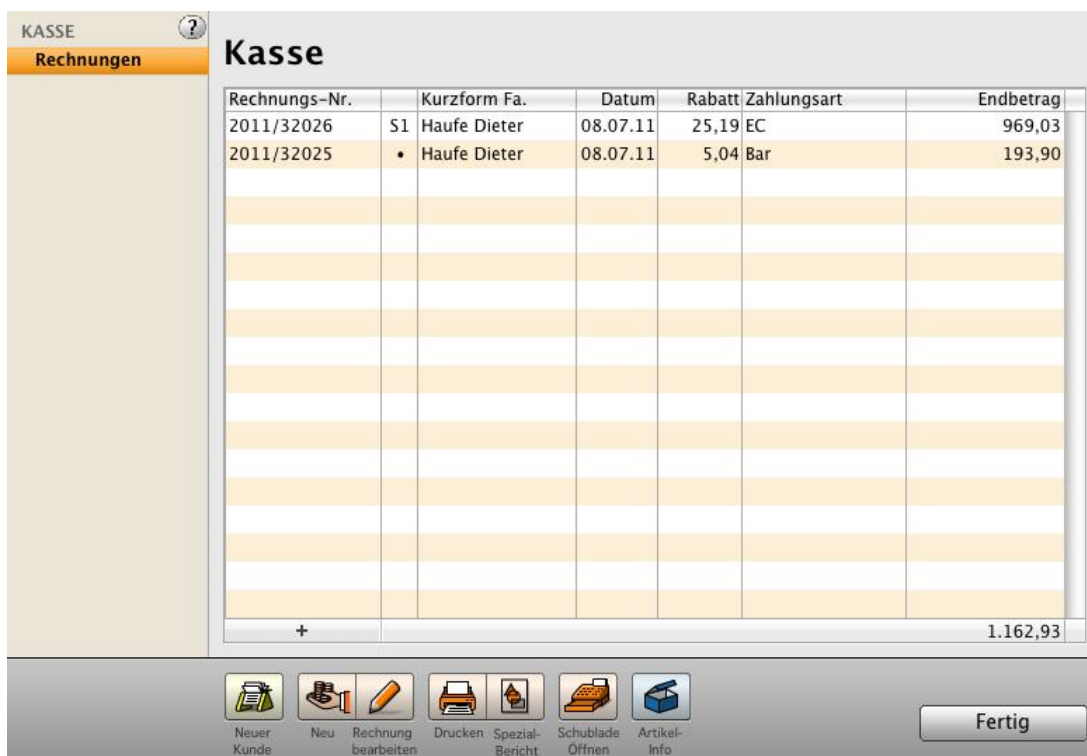 KASSE ?
Rechnungen
Kasse
Rechnungs-Nr. Kurzform Fa. Datum Rabatt Zahlungsart Endbetrag
2011/32026 S1 Haufe Dieter 08.07.11 25,19 EC 969,03
2011/32025 • Haufe Dieter 08.07.11 5,04 Bar 193,90
+ 1.162,93
Neuer Neu Rechnung Drucken Spezial- Schublade Artikel-
Kunde bearbeiten Bericht Öffnen Info
Fertig